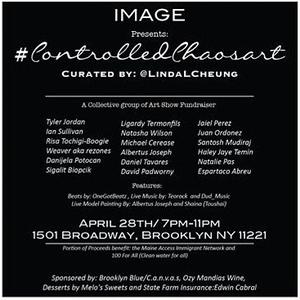 IMAGE
Presents:
#ControlledChaosart
CURATED BY: @LINDALCHEUNG
A Collective group of Art Show Fundraiser
Tyler Jordan
Ian Sullivan
Risa Tochigi-Boogie
Weaver aka rezones
Danijela Potocan
Sigalit Biopcik
Ligardy Termonfils
Natasha Wilson
Michael Cerease
Albertus Joseph
Daniel Tavares
David Padworny
Jaiel Perez
Juan Ordonez
Santosh Mudiraj
Haley Jaye Temin
Natalie Pas
Espartaco Abreu
Features:
Beats by: OneGotBeatz , Live Music by: Teorock and Dud_Music
Live Model Painting By: Albertus Joseph and Shaina (Toushai)
APRIL 28TH/ 7PM-11PM
1501 BROADWAY, BROOKLYN NY 11221
Portion of Proceeds benefit: the Maine Access Immigrant Network and
100 For All (Clean water for all)
Sponsored by: Brooklyn Blue/C.a.n.v.a.s, Ozy Mandias Wine,
Desserts by Melo's Sweets and State Farm Insurance:Edwin Cabral